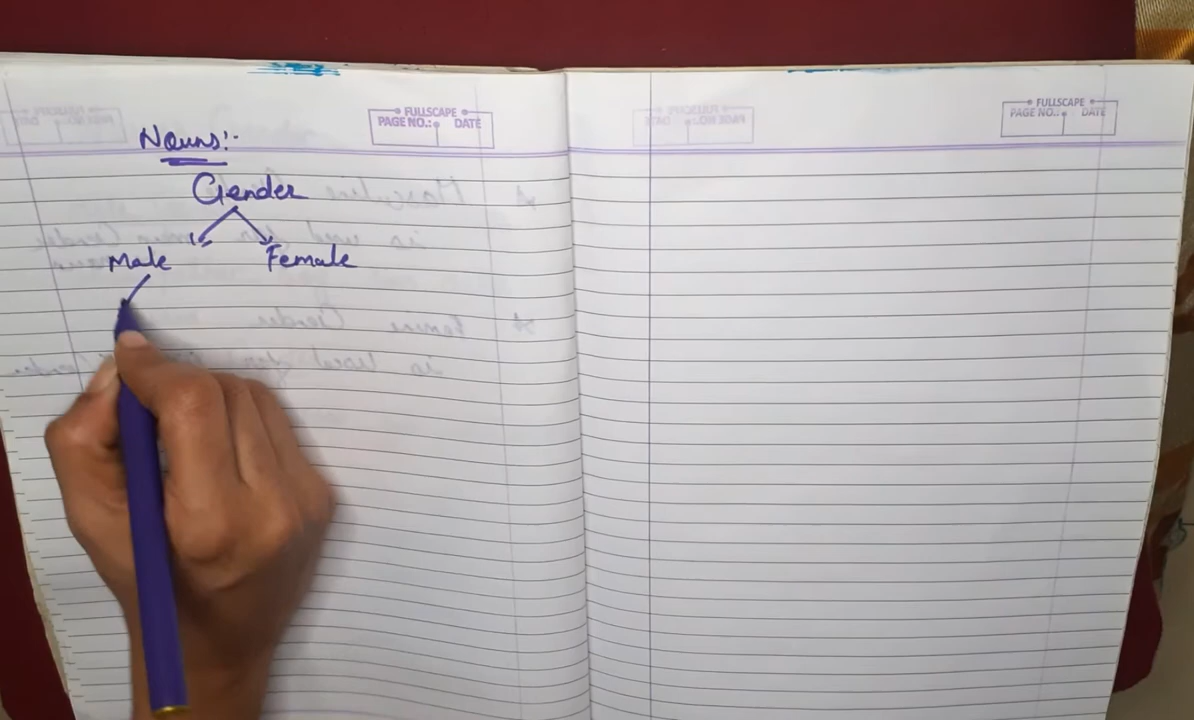 FULLSCAPE
PAGE NO.: DATE
Nouns:-
Gender
Male Female
FULLSCAPE
PAGE NO.: DATE